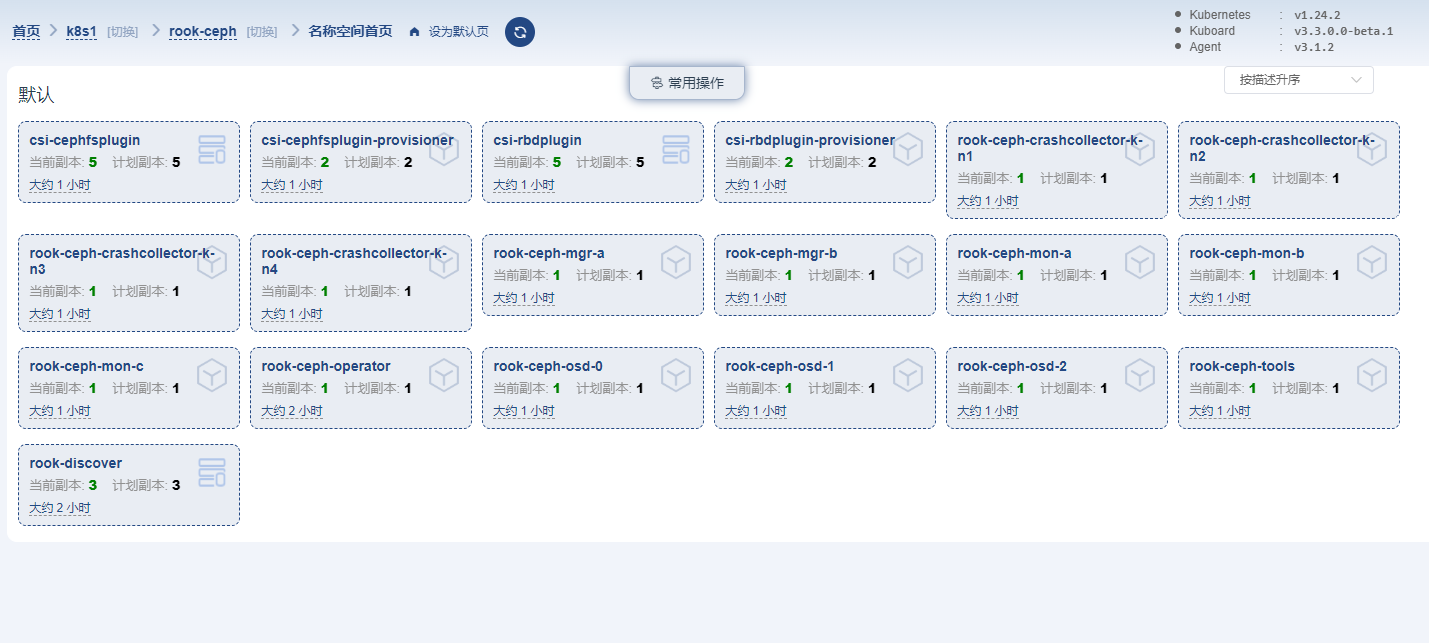 首页 k8s1 [切换] rook-ceph [切换] 名称空间首页 设为默认页
Kubernetes : v1.24.2
Kuboard : v3.3.0.0-beta.1
Agent : v3.1.2
常用操作
按描述升序
默认
csi-cephfsplugin
当前副本: 5 计划副本: 5
大约 1 小时
csi-cephfsplugin-provisioner
当前副本: 2 计划副本: 2
大约 1 小时
csi-rbdplugin
当前副本: 5 计划副本: 5
大约 1 小时
csi-rbdplugin-provisioner
当前副本: 2 计划副本: 2
大约 1 小时
rook-ceph-crashcollector-k-
n1
当前副本: 1 计划副本: 1
大约 1 小时
rook-ceph-crashcollector-k-
n2
当前副本: 1 计划副本: 1
大约 1 小时
rook-ceph-crashcollector-k-
n3
当前副本: 1 计划副本: 1
大约 1 小时
rook-ceph-crashcollector-k-
n4
当前副本: 1 计划副本: 1
大约 1 小时
rook-ceph-mgr-a
当前副本: 1 计划副本: 1
大约 1 小时
rook-ceph-mgr-b
当前副本: 1 计划副本: 1
大约 1 小时
rook-ceph-mon-a
当前副本: 1 计划副本: 1
大约 1 小时
rook-ceph-mon-b
当前副本: 1 计划副本: 1
大约 1 小时
rook-ceph-mon-c
当前副本: 1 计划副本: 1
大约 1 小时
rook-ceph-operator
当前副本: 1 计划副本: 1
大约 2 小时
rook-ceph-osd-0
当前副本: 1 计划副本: 1
大约 1 小时
rook-ceph-osd-1
当前副本: 1 计划副本: 1
大约 1 小时
rook-ceph-osd-2
当前副本: 1 计划副本: 1
大约 1 小时
rook-ceph-tools
当前副本: 1 计划副本: 1
大约 1 小时
rook-discover
当前副本: 3 计划副本: 3
大约 2 小时